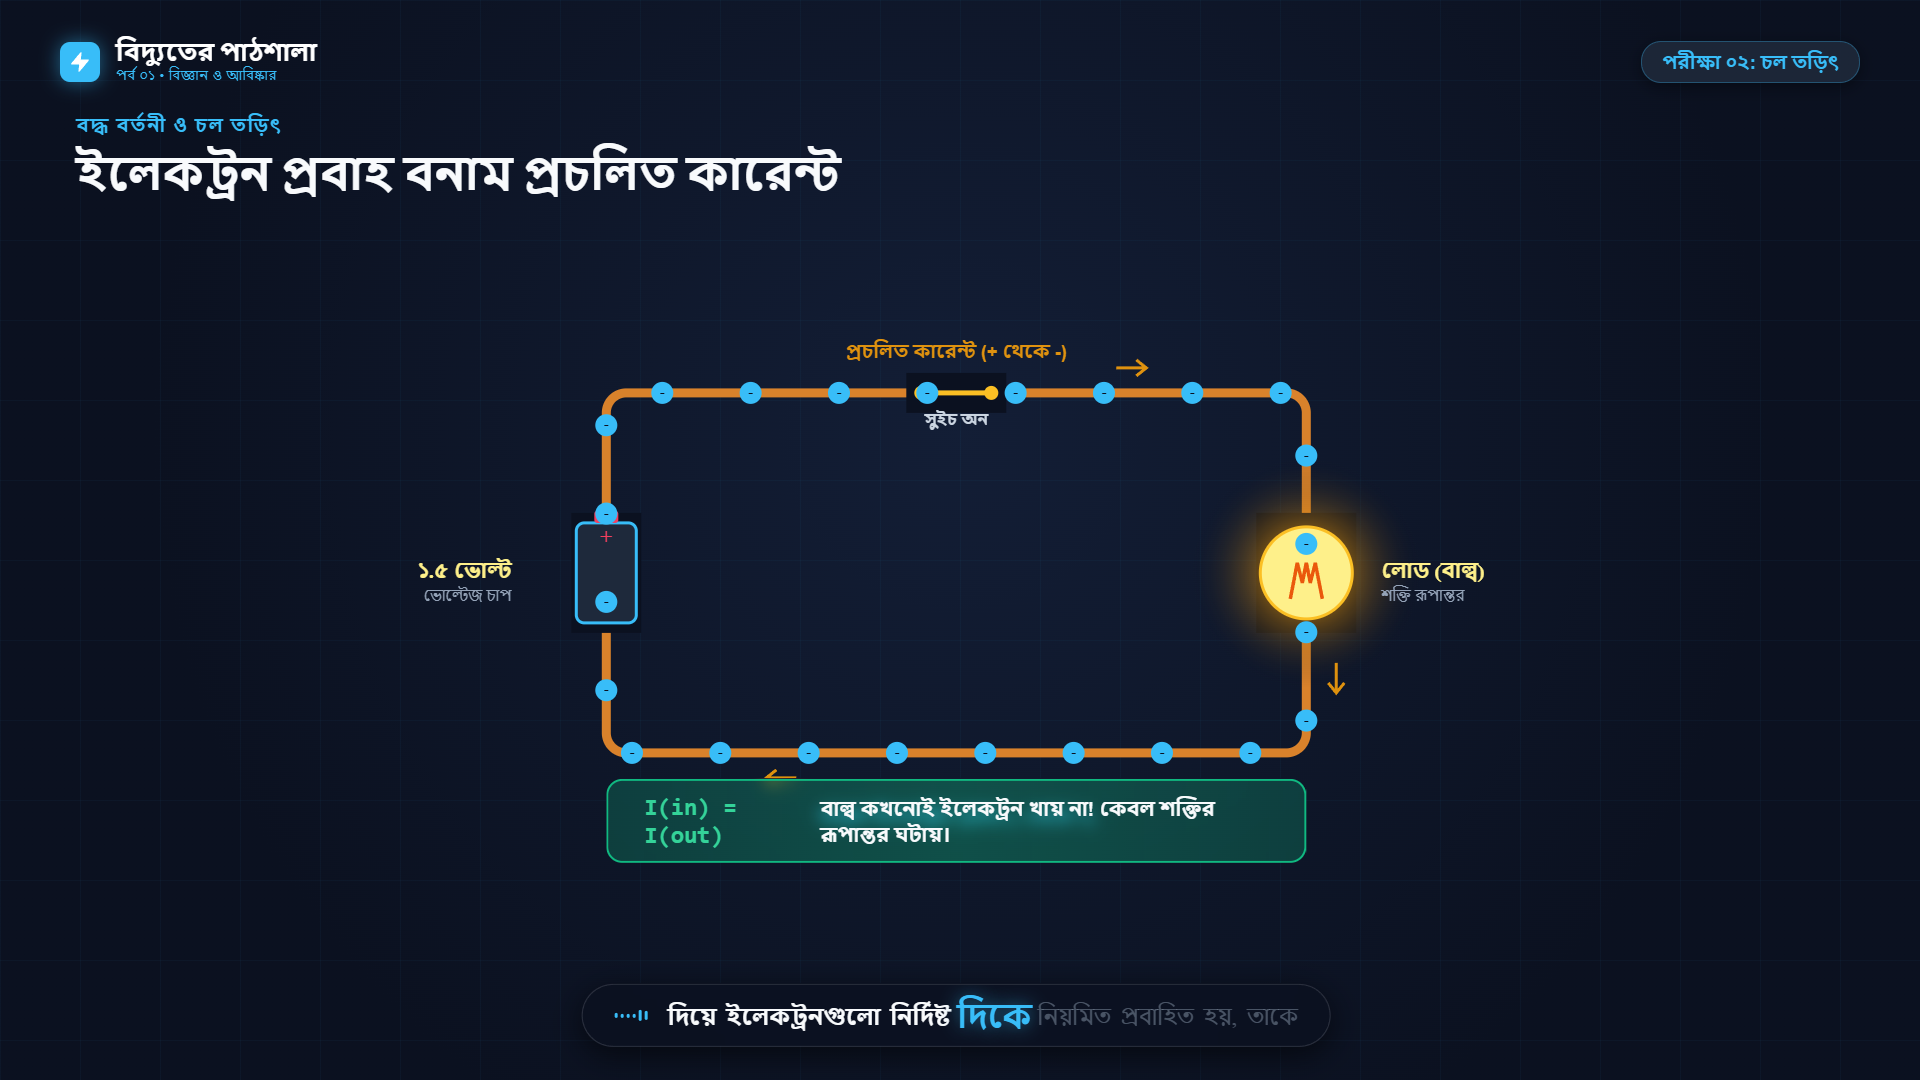 বিদ্যুতের পাঠশালা
পর্ব ০১ • বিজ্ঞান ও আবিষ্কার
পরীক্ষা ০২: চল তড়িৎ
বদ্ধ বর্তনী ও চল তড়িৎ
ইলেকট্রন প্রবাহ বনাম প্রচলিত কারেন্ট
প্রচলিত কারেন্ট (+ থেকে -)
সুইচ অন
+
১.৫ ভোল্ট
ভোল্টেজ চাপ
লোড (বাল্ব)
শক্তি রূপান্তর
I(in) =
I(out)
বাল্ব কখনোই ইলেকট্রন খায় না! কেবল শক্তির
রূপান্তর ঘটায়।
দিয়ে ইলেকট্রনগুলো নির্দিষ্ট দিকে নিয়মিত প্রবাহিত হয়, তাকে